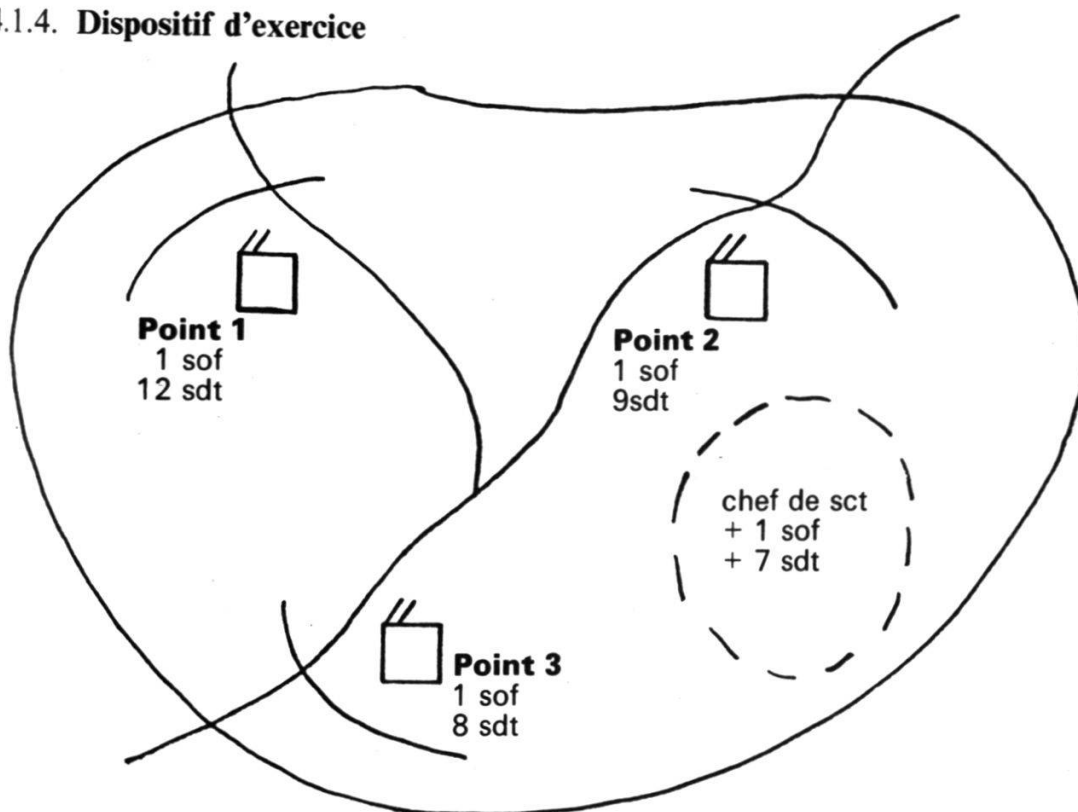 4.1.4. Dispositif d'exercice
Point 1
1 sof
12 sdt
Point 2
1 sof
9sdt
chef de sct
+ 1 sof
+ 7 sdt
Point 3
1 sof
8 sdt